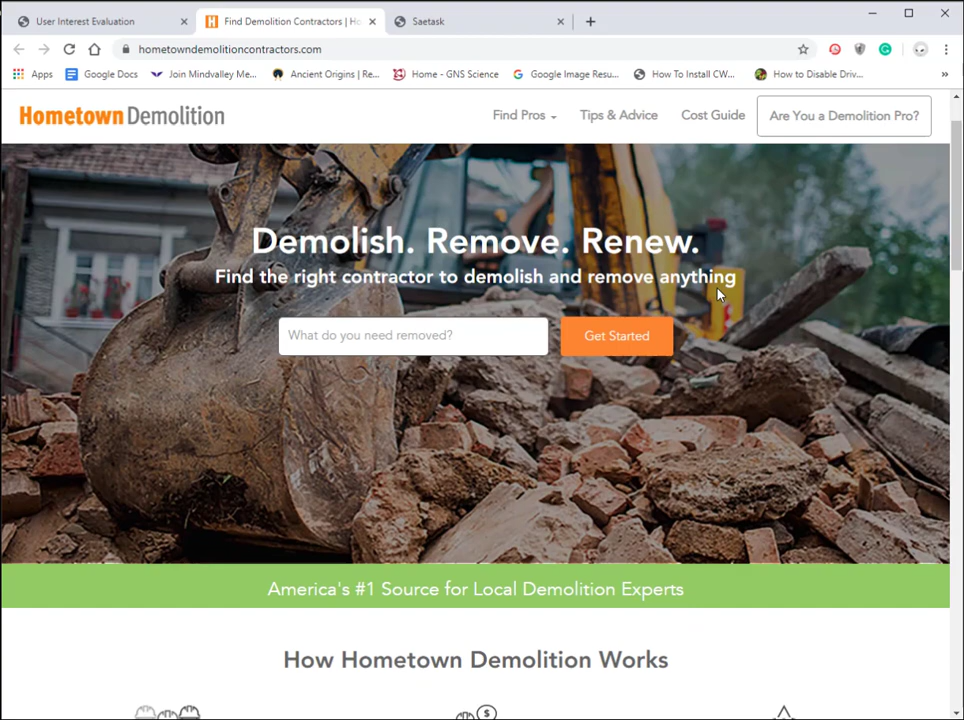 User Interest Evaluation
Find Demolition Contractors | Ho
Saetask
hometowndemolitioncontractors.com
Apps
Google Docs
Join Mindvalley Me...
Ancient Origins | Re...
Home - GNS Science
Google Image Resu...
How To Install CW...
How to Disable Driv...
»
Hometown Demolition
Find Pros
Tips & Advice
Cost Guide
Are You a Demolition Pro?
Demolish. Remove. Renew.
Find the right contractor to demolish and remove anything
What do you need removed?
Get Started
America's #1 Source for Local Demolition Experts
How Hometown Demolition Works
$